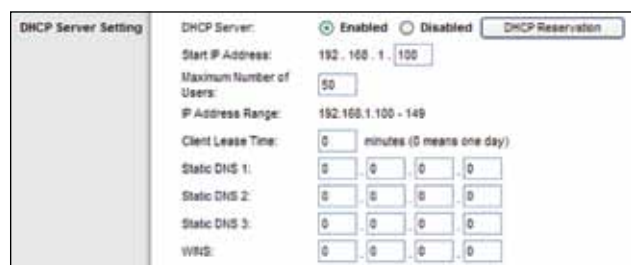 DHCP Server Setting
DHCP Server: Enabled Disabled DHCP Reservation
Start IP Address: 192 . 168 . 1 . 100
Maximum Number of
Users: 50
IP Address Range: 192.168.1.100 - 149
Client Lease Time: 0 minutes (0 means one day)
Static DNS 1: 0 . 0 . 0 . 0
Static DNS 2: 0 . 0 . 0 . 0
Static DNS 3: 0 . 0 . 0 . 0
WINS: 0 . 0 . 0 . 0